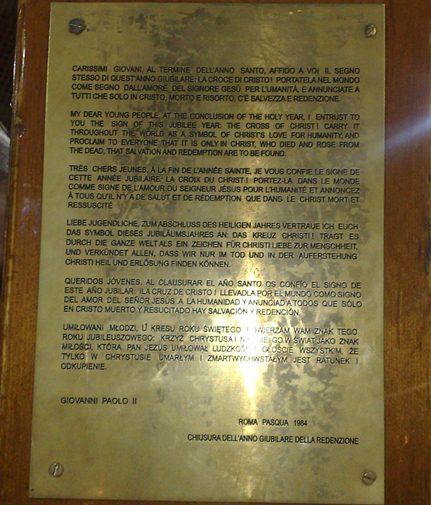 CARISSIMI GIOVANI, AL TERMINE DELL'ANNO SANTO, AFFIDO A VOI IL SEGNO
STESSO DI QUEST'ANNO GIUBILARE: LA CROCE DI CRISTO! PORTATELA NEL MONDO
COME SEGNO DALL'AMORE DEL SIGNORE GESÙ PER L'UMANITÀ, E ANNUNCIATE A
TUTTI CHE SOLO IN CRISTO, MORTO E RISORTO, C'È SALVEZZA E REDENZIONE.
MY DEAR YOUNG PEOPLE, AT THE CONCLUSION OF THE HOLY YEAR, I ENTRUST TO
YOU THE SIGN OF THIS JUBILEE YEAR: THE CROSS OF CHRIST! CARRY IT
THROUGHOUT THE WORLD AS A SYMBOL OF CHRIST'S LOVE FOR HUMANITY, AND
PROCLAIM TO EVERYONE THAT IT IS ONLY IN CHRIST, WHO DIED AND ROSE FROM
THE DEAD, THAT SALVATION AND REDEMPTION ARE TO BE FOUND.
TRÈS CHERS JEUNES, À LA FIN DE L'ANNÉE SAINTE, JE VOUS CONFIE LE SIGNE DE
CETTE ANNÉE JUBILAIRE: LA CROIX DU CHRIST! PORTEZ-LA DANS LE MONDE
COMME SIGNE DE L'AMOUR DU SEIGNEUR JÉSUS POUR L'HUMANITÉ ET ANNONCEZ
À TOUS QU'IL N'Y A DE SALUT ET DE RÉDEMPTION QUE DANS LE CHRIST MORT ET
RESSUSCITÉ
LIEBE JUGENDLICHE, ZUM ABSCHLUSS DES HEILIGEN JAHRES VERTRAUE ICH EUCH
DAS SYMBOL DIESES JUBILÄUMSJAHRES AN: DAS KREUZ CHRISTI! TRAGT ES
DURCH DIE GANZE WELT ALS EIN ZEICHEN FÜR CHRISTI LIEBE ZUR MENSCHHEIT,
UND VERKÜNDET ALLEN, DASS WIR NUR IM TOD UND IN DER AUFERSTEHUNG
CHRISTI HEIL UND ERLÖSUNG FINDEN KÖNNEN.
QUERIDOS JÓVENES, AL CLAUSURAR EL AÑO SANTO OS CONFÍO EL SIGNO DE
ESTE AÑO JUBILAR: ¡LA CRUZ DE CRISTO! LLEVADLA POR EL MUNDO COMO SIGNO
DEL AMOR DEL SEÑOR JESÚS A LA HUMANIDAD Y ANUNCIAD A TODOS QUE SÓLO
EN CRISTO MUERTO Y RESUCITADO HAY SALVACIÓN Y REDENCIÓN.
UMIŁOWANI MŁODZI, U KRESU ROKU ŚWIĘTEGO WAM ZNAK TEGO
ROKU JUBILEUSZOWEGO: KRZYŻ CHRYSTUSA! GO W ŚWIAT JAKO ZNAK
MIŁOŚCI, KTÓRĄ PAN JEZUS UMIŁOWAŁ LUDZKOŚĆ I GŁOŚCIE WSZYSTKIM, ŻE
TYLKO W CHRYSTUSIE UMARŁYM I ZMARTWYCHWSTAŁYM JEST RATUNEK I
ODKUPIENIE.
GIOVANNI PAOLO II
ROMA PASQUA 1984
CHIUSURA DELL'ANNO GIUBILARE DELLA REDENZIONE